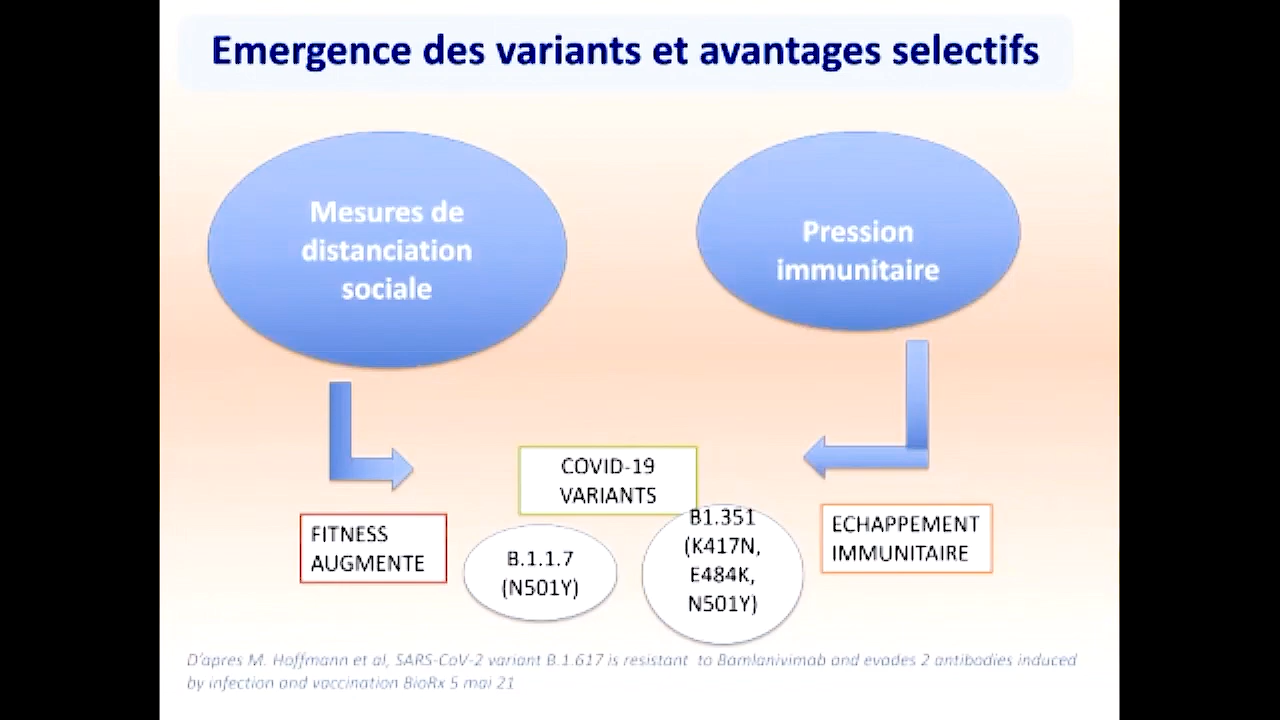 Emergence des variants et avantages selectifs
Mesures de
distanciation
sociale
Pression
immunitaire
COVID-19
VARIANTS
FITNESS
AUGMENTE
B.1.1.7
(N501Y)
B1.351
(K417N,
E484K,
N501Y)
ECHAPPEMENT
IMMUNITAIRE
D'apres M. Hoffmann et al, SARS-CoV-2 variant B.1.617 is resistant to Bamlanivimab and evades 2 antibodies induced
by infection and vaccination BioRx 5 mai 21